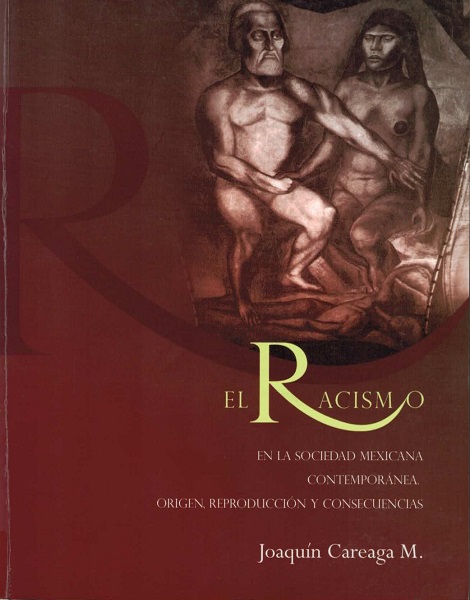 EL RACISMO
EN LA SOCIEDAD MEXICANA
CONTEMPORÁNEA.
ORIGEN, REPRODUCCIÓN Y CONSECUENCIAS
Joaquín Careaga M.